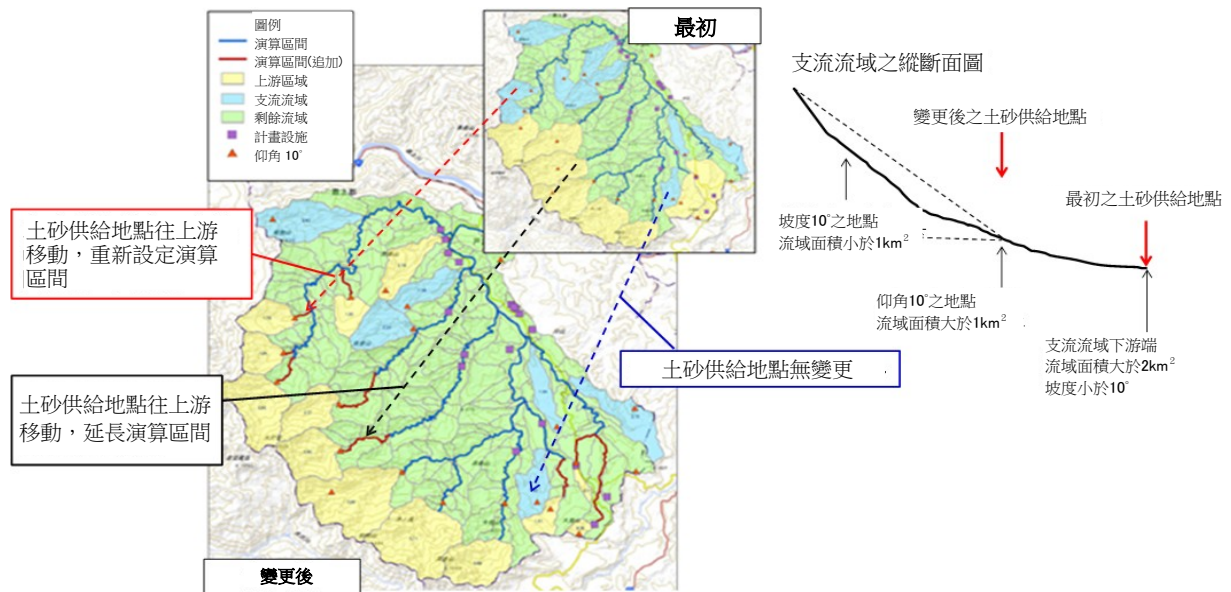 圖例
演算區間
演算區間(追加)
上游區域
支流流域
剩餘流域
計畫設施
仰角 10°
最初
土砂供給地點往上游
移動，重新設定演算
區間
土砂供給地點往上游
移動，延長演算區間
土砂供給地點無變更
變更後
支流流域之縱斷面圖
變更後之土砂供給地點
最初之土砂供給地點
坡度10°之地點
流域面積小於1km²
仰角10°之地點
流域面積大於1km²
支流流域下游端
流域面積大於2km²
坡度小於10°